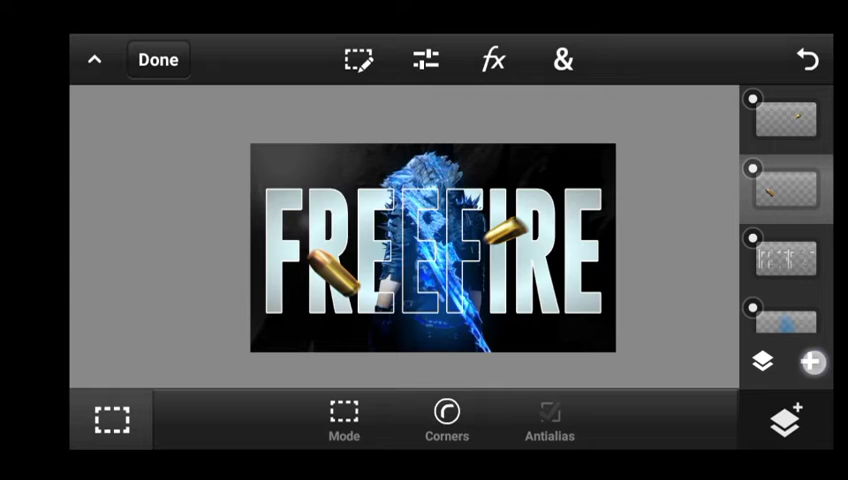 Done
fx
&
FREEFIRE
Mode
Corners
Antialias